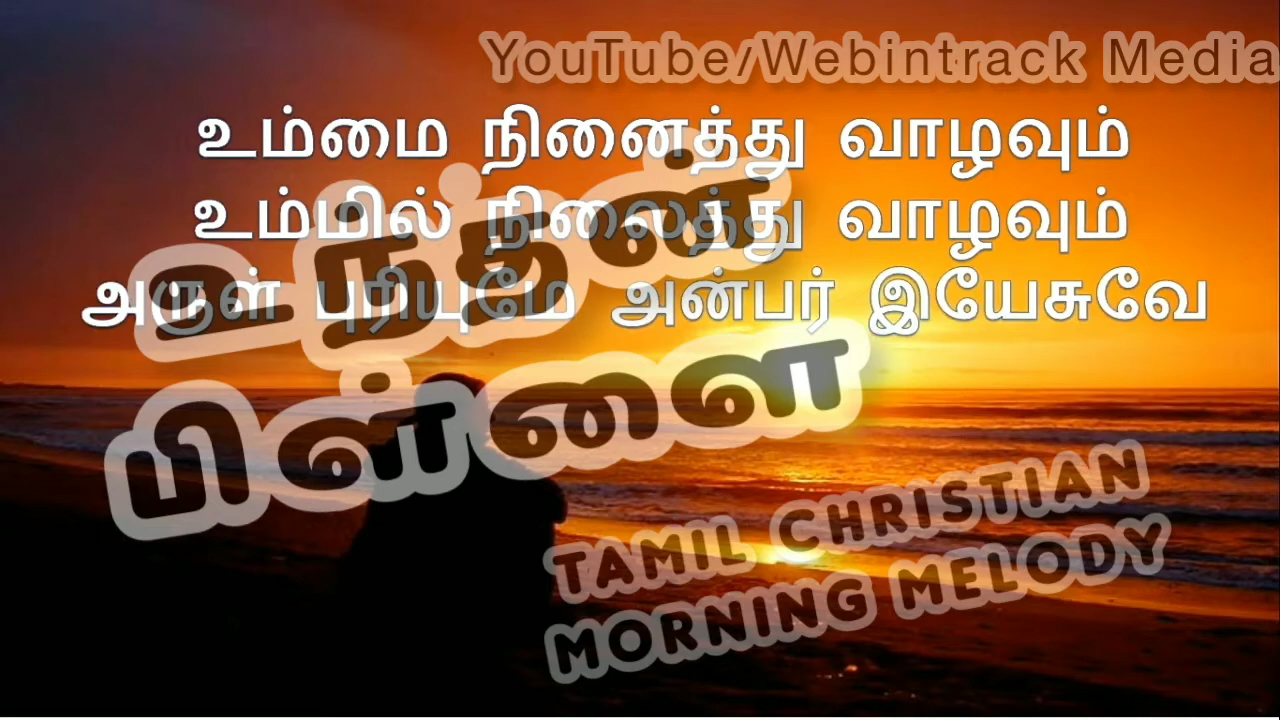 YouTube/Webintrack Media
உம்மை நினைத்து வாழவும்
உம்மில் நிலைத்து வாழவும்
அருள் புரியுமே அன்பர் இயேசுவே
உந்தன்
பிள்ளை
TAMIL CHRISTIAN
MORNING MELODY